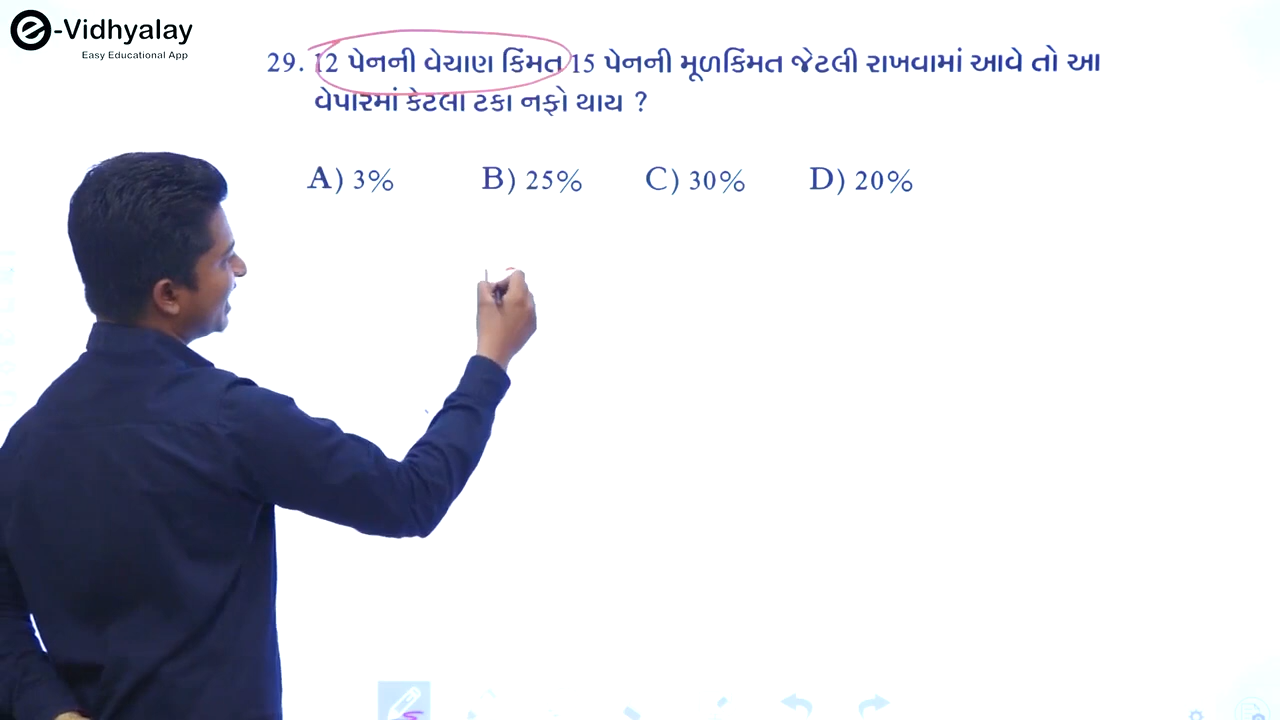 e-Vidhyalay
Easy Educational App
29. 12 પેનની વેચાણ કિંમત 15 પેનની મૂળકિંમત જેટલી રાખવામાં આવે તો આ
વેપારમાં કેટલા ટકા નફો થાય ?
A) 3% B) 25% C) 30% D) 20%